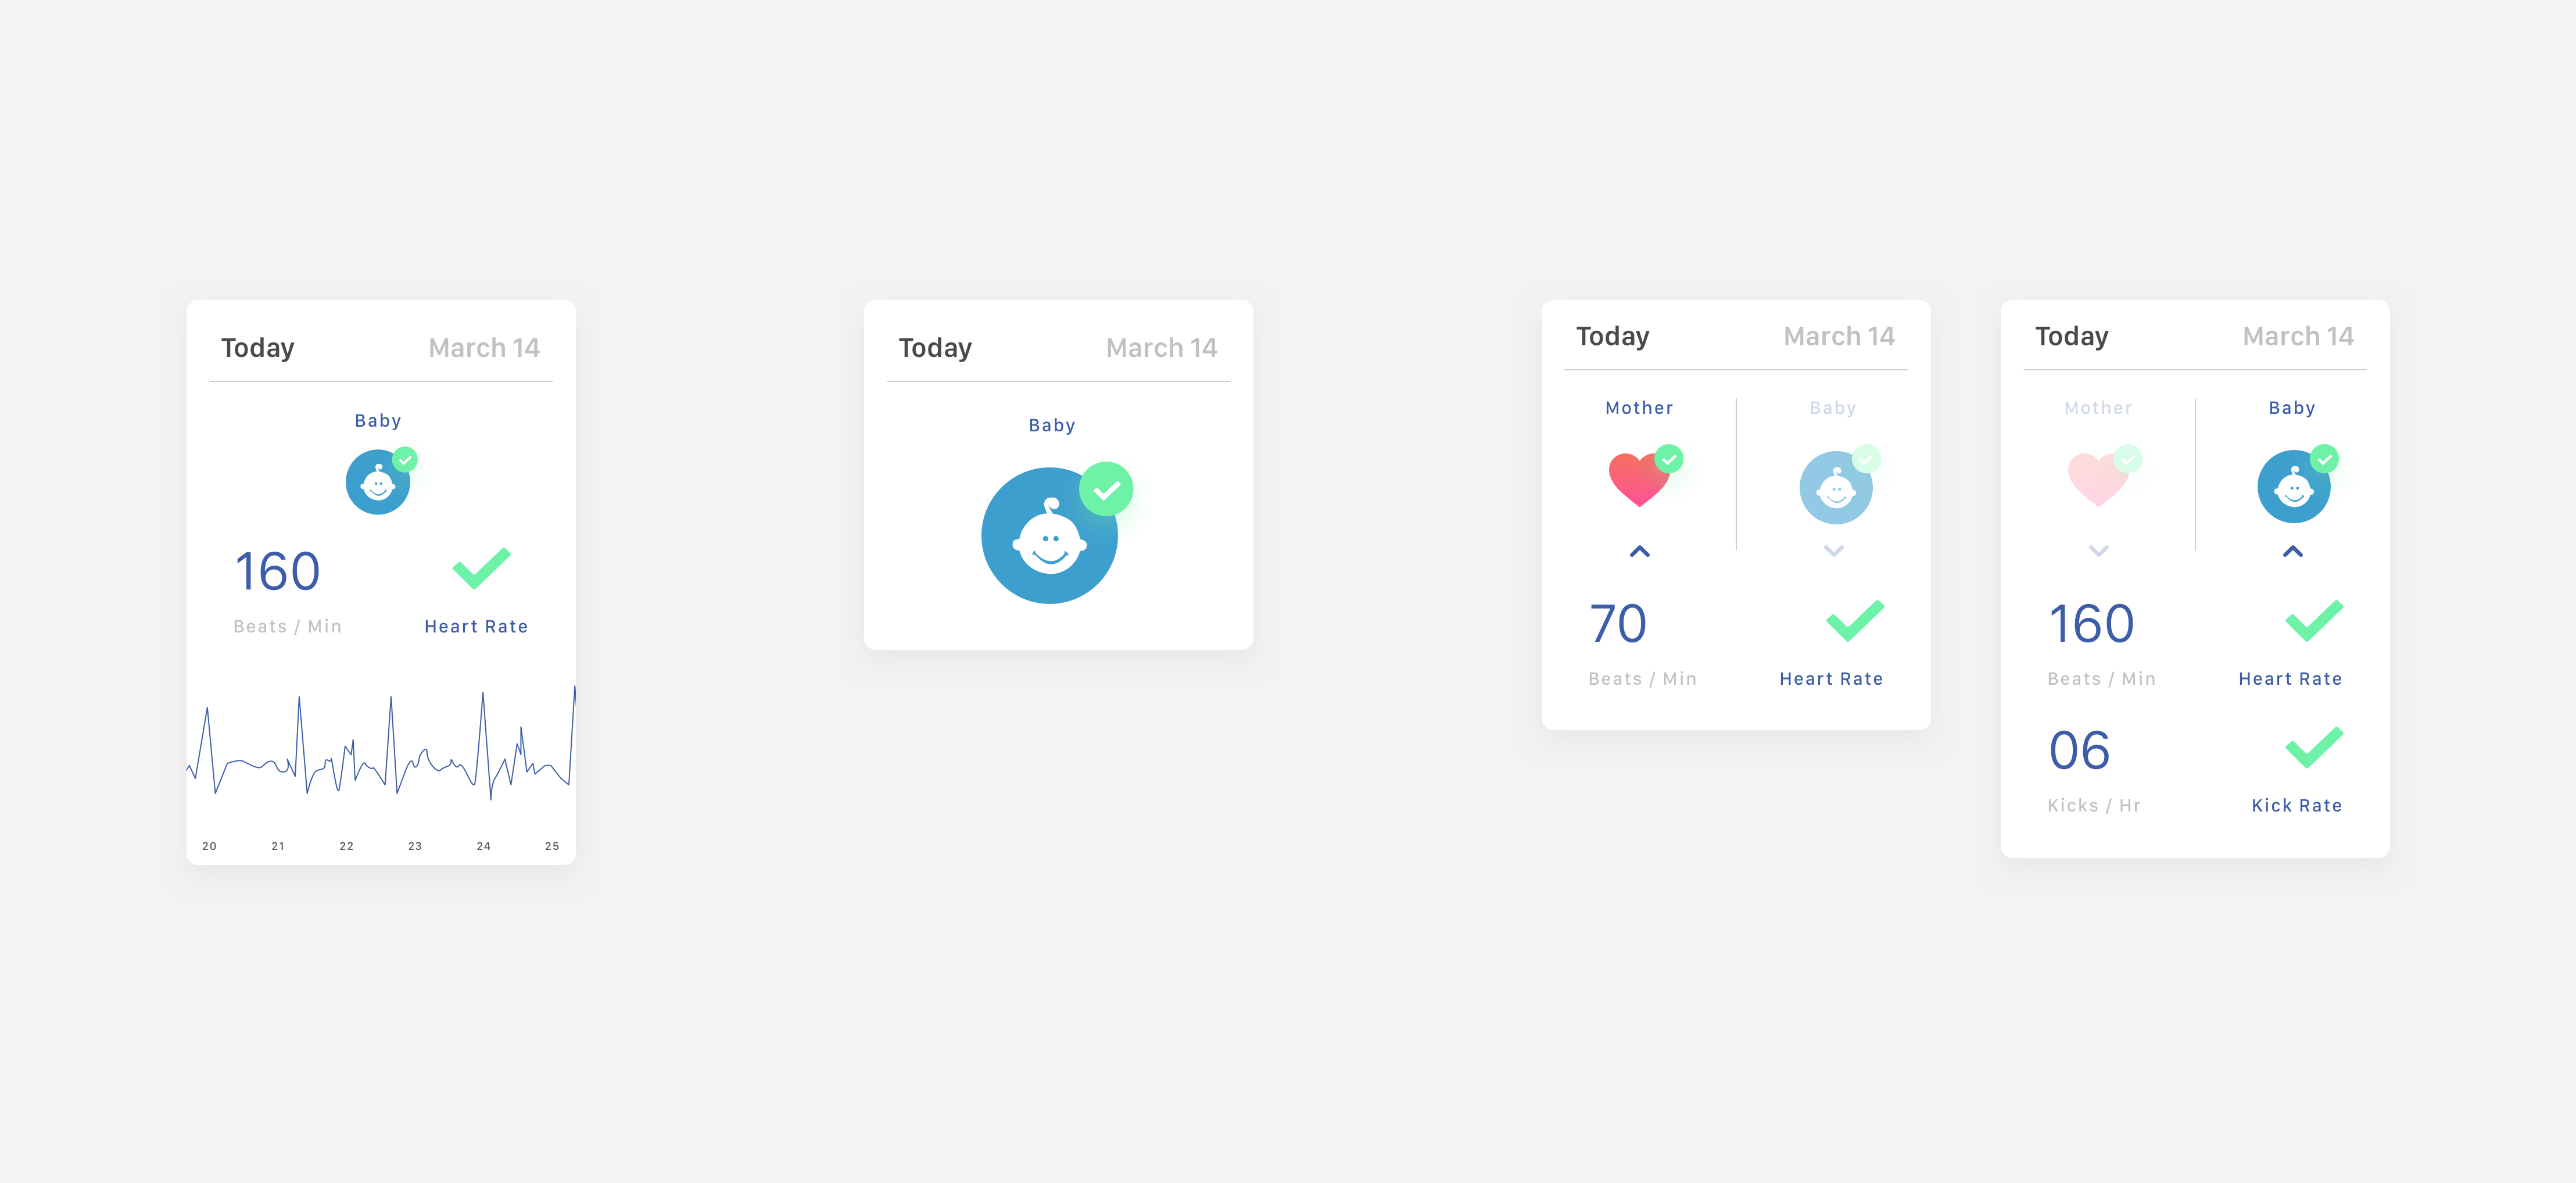 Today March 14
Baby
160
Beats / Min Heart Rate
20 21 22 23 24 25
Today March 14
Baby
Today March 14
Mother Baby
70
Beats / Min Heart Rate
Today March 14
Mother Baby
160
Beats / Min Heart Rate
06
Kicks / Hr Kick Rate